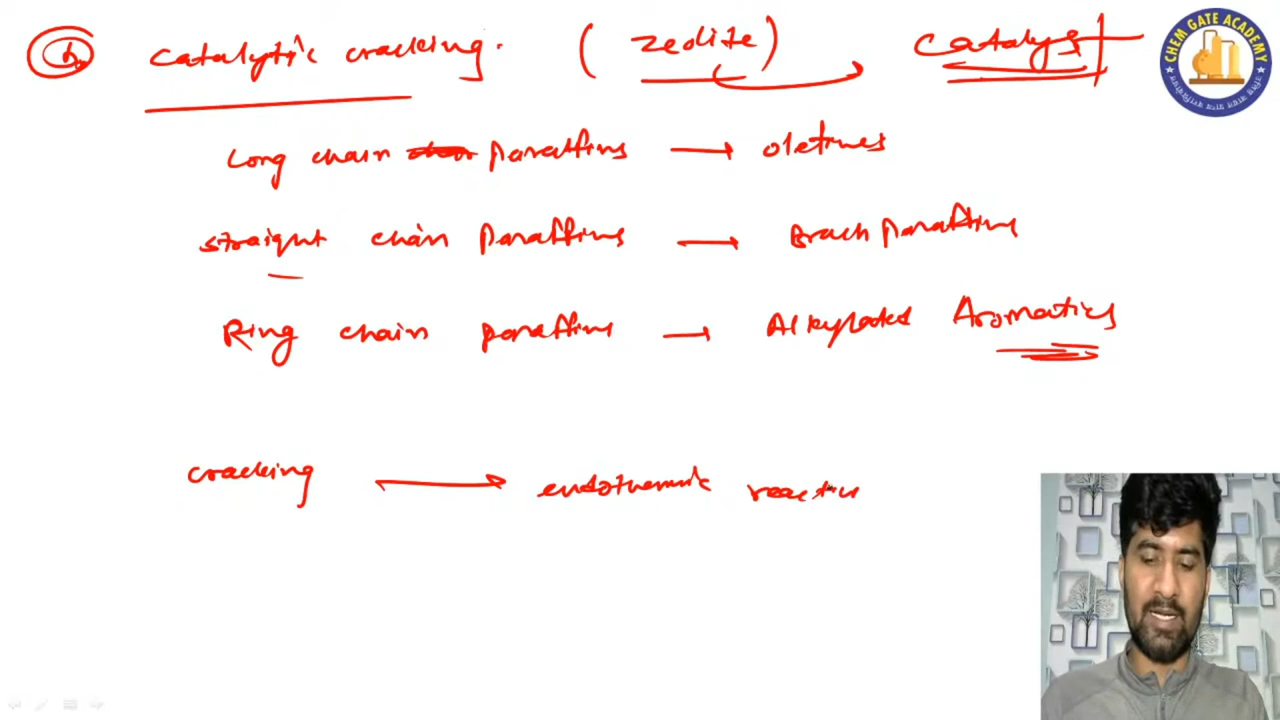 (b) catalytic cracking. (zeolite) → catalyst
CHEM GATE ACADEMY
Long chain paraffins → olefines
straight chain paraffins → Brach paraffins
Ring chain paraffins → Alkylated Aromatics
cracking → endothermic reaction